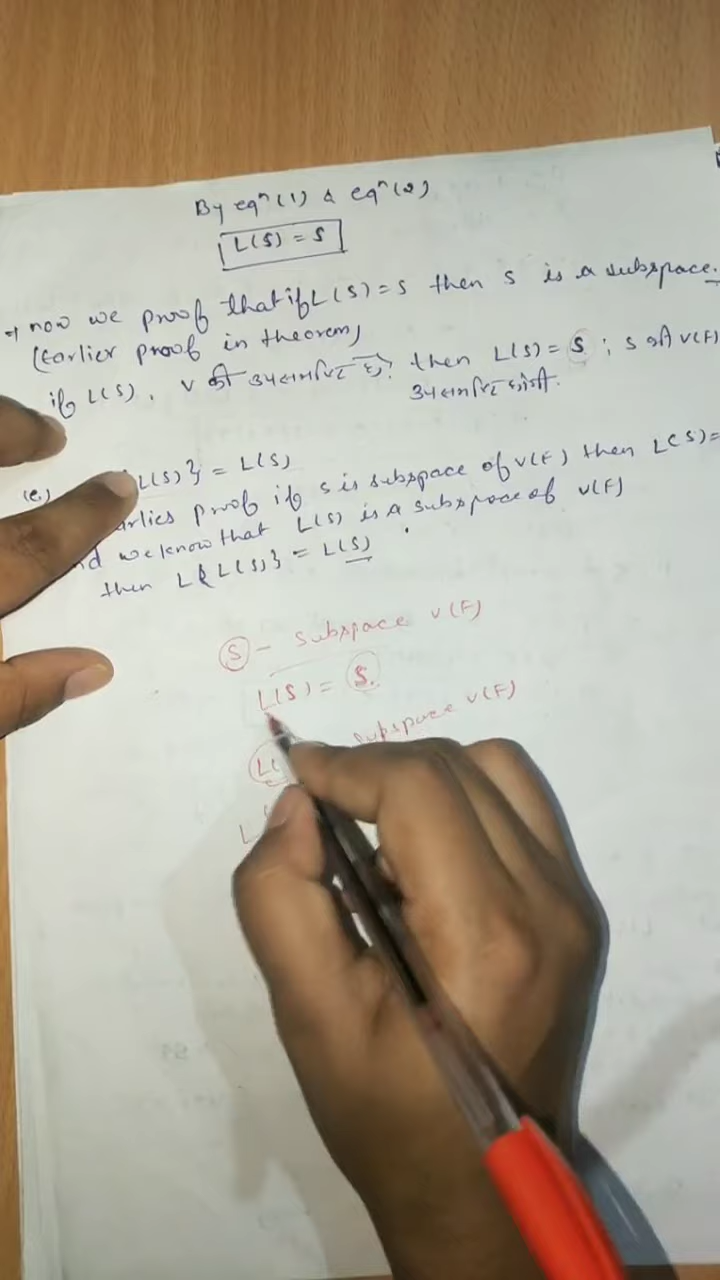 By eqⁿ(1) & eqⁿ(2)
L(S) = S
now we proof that if L(S)=S then S is a subspace.
(Earlier proof in theorem)
if L(S), V की उपसमष्टि है, then L(S) = S ; S भी V(F)
उपसमष्टि होगी.
(e.) L(S)} = L(S)
proof if S is subspace of V(F) then L(S)=
we know that L(S) is a subspace of V(F)
then L{L(S)} = L(S)
S - subspace V(F)
L(S) = S.
L( subspace V(F)
L